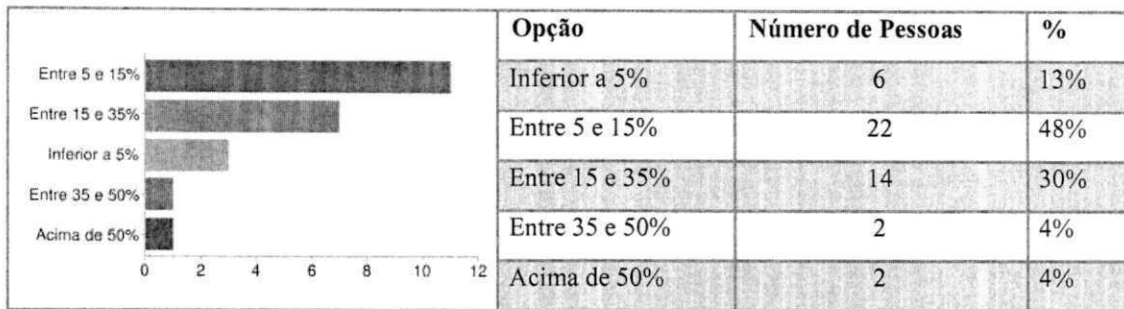 Entre 5 e 15%
Entre 15 e 35%
Inferior a 5%
Entre 35 e 50%
Acima de 50%
0 2 4 6 8 10 12
Opção Número de Pessoas %
Inferior a 5% 6 13%
Entre 5 e 15% 22 48%
Entre 15 e 35% 14 30%
Entre 35 e 50% 2 4%
Acima de 50% 2 4%